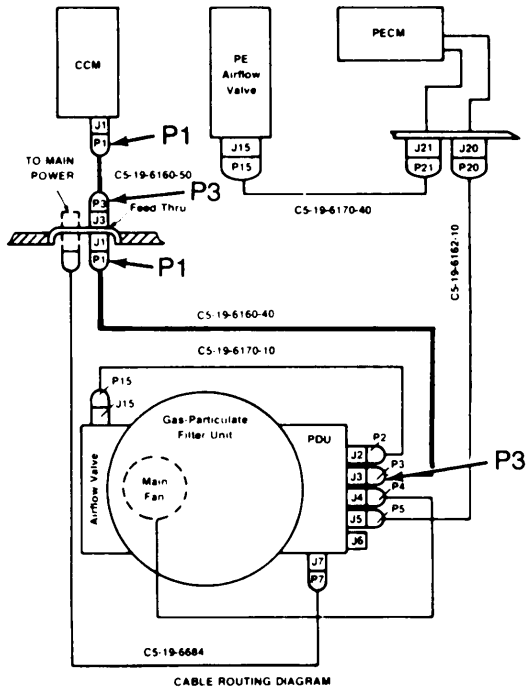 CCM
PE
Airflow
Valve
PECM
J1
P1
P1
J15
P15
J21
P21
J20
P20
TO MAIN
POWER
C5-19-6160-50
P3
J3
P3
Feed Thru
J1
P1
P1
C5-19-6170-40
C5-19-6162-10
C5-19-6160-40
C5-19-6170-10
P15
J15
Airflow Valve
Gas-Particulate
Filter Unit
Main
Fan
PDU
J2
P2
J3
P3
P3
J4
P4
J5
P5
J6
J7
P7
C5-19-6684
CABLE ROUTING DIAGRAM